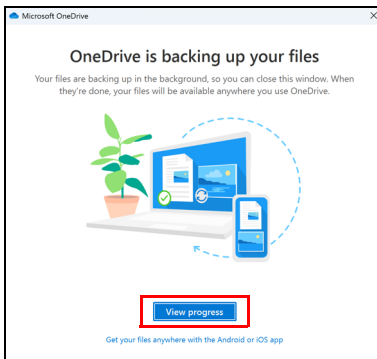 Microsoft OneDrive
OneDrive is backing up your files
Your files are backing up in the background, so you can close this window. When
they're done, your files will be available anywhere you use OneDrive.
View progress
Get your files anywhere with the Android or iOS app